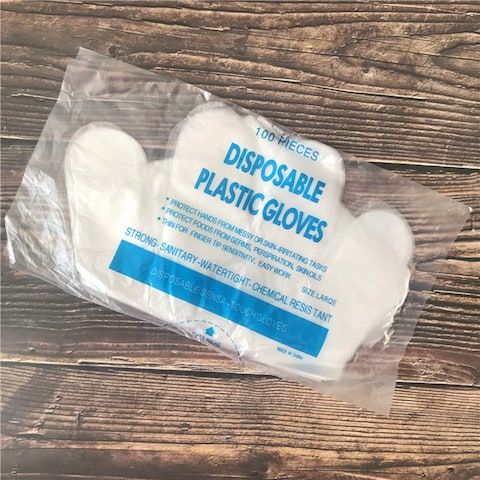 100 PIECES
DISPOSABLE
PLASTIC GLOVES
• PROTECT HANDS FROM MESSY OR SKIN-IRRITATING TASKS
• PROTECT FOODS FROM GERMS, PERSPIRATION, SKIN OILS
• THIN FOR FINGER TIP SENSITIVITY, EASY WORK
SIZE:LARGE
STRONG-SANITARY-WATERTIGHT-CHEMICAL RESISTANT
DISPOSABLE SENSA-TOUCH GLOVES
MADE IN CHINA